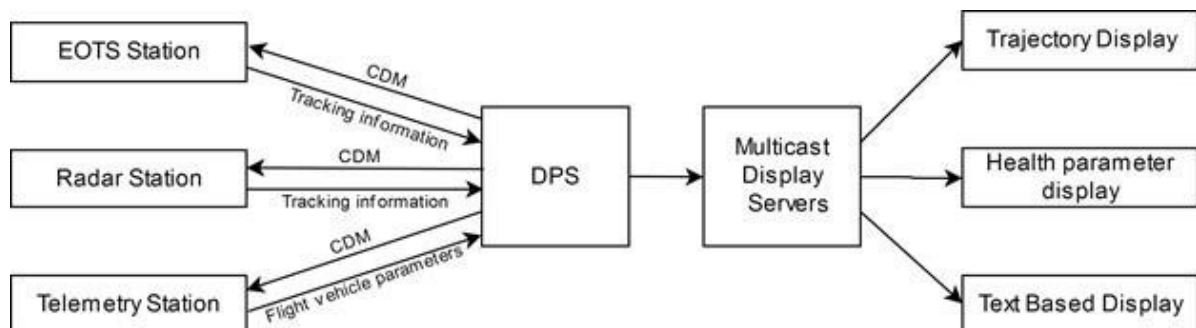 EOTS Station
CDM
Tracking information
Radar Station
CDM
Tracking information
Telemetry Station
CDM
Flight vehicle parameters
DPS
Multicast
Display
Servers
Trajectory Display
Health parameter
display
Text Based Display